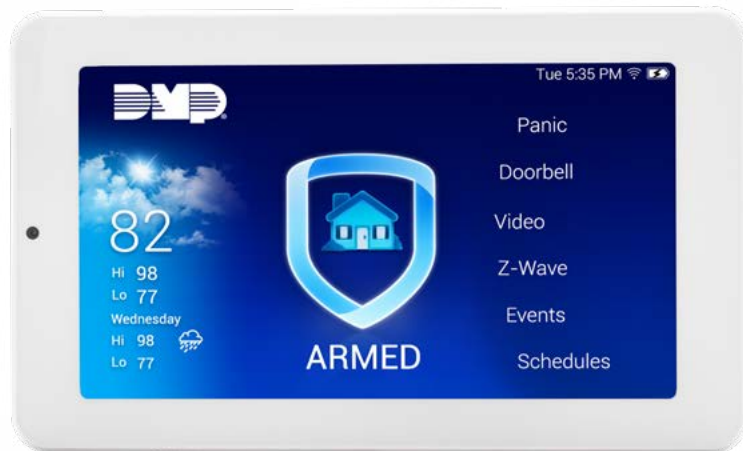 DMP
Tue 5:35 PM
82
Hi 98
Lo 77
Wednesday
Hi 98
Lo 77
ARMED
Panic
Doorbell
Video
Z-Wave
Events
Schedules